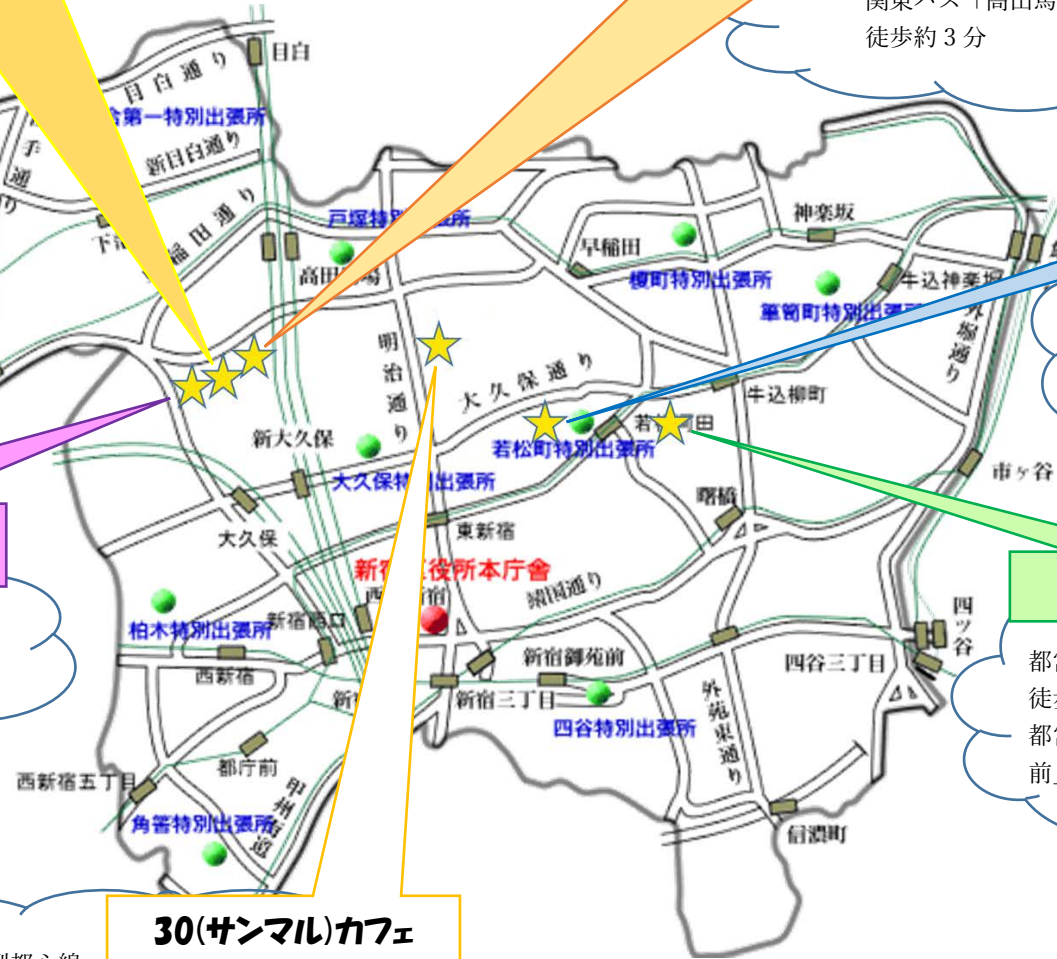 関東バス「高田馬
徒歩約3分
目白
目白通り
合第一特別出張所
手通
新目白通り
戸塚特別出張所
神楽坂
早稲田
高田
榎町特別出張所
牛込神楽坂
箪笥町特別出張所
外堀通り
明治通り
大久保通り
牛込柳町
新大久保
若松町特別出張所
大久保特別出張所
市ヶ谷
曙橋
大久保
東新宿
新宿区役所本庁舎
靖国通り
柏木特別出張所
新宿西口
四ツ谷
西新宿
新宿御苑前
四谷三丁目
新宿三丁目
四谷特別出張所
外苑東通り
都営
徒歩
都営
前
都庁前
西新宿五丁目
甲州街道
角筈特別出張所
信濃町
30(サンマル)カフェ
都心線